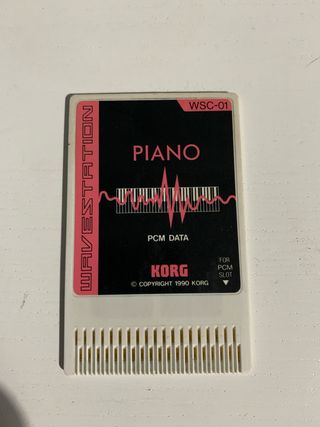 WSC-01
WAVESTATION
PIANO
PCM DATA
KORG
© COPYRIGHT 1990 KORG
FOR
PCM
SLOT
▼